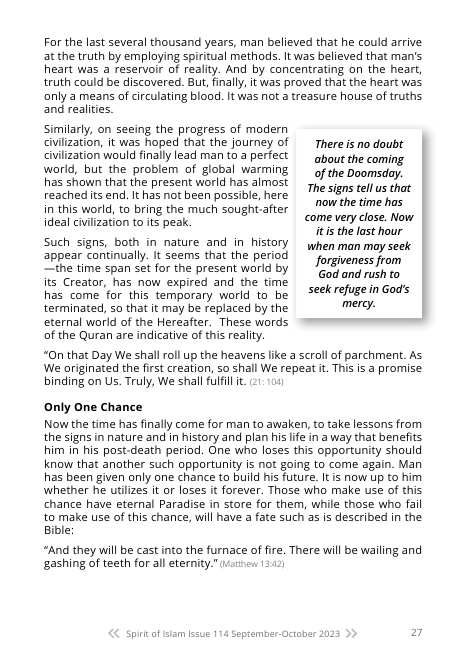 For the last several thousand years, man believed that he could arrive
at the truth by employing spiritual methods. It was believed that man’s
heart was a reservoir of reality. And by concentrating on the heart,
truth could be discovered. But, finally, it was proved that the heart was
only a means of circulating blood. It was not a treasure house of truths
and realities.
Similarly, on seeing the progress of modern
civilization, it was hoped that the journey of
civilization would finally lead man to a perfect
world, but the problem of global warming
has shown that the present world has almost
reached its end. It has not been possible, here
in this world, to bring the much sought-after
ideal civilization to its peak.
Such signs, both in nature and in history
appear continually. It seems that the period
—the time span set for the present world by
its Creator, has now expired and the time
has come for this temporary world to be
terminated, so that it may be replaced by the
eternal world of the Hereafter. These words
of the Quran are indicative of this reality.
There is no doubt
about the coming
of the Doomsday.
The signs tell us that
now the time has
come very close. Now
it is the last hour
when man may seek
forgiveness from
God and rush to
seek refuge in God’s
mercy.
“On that Day We shall roll up the heavens like a scroll of parchment. As
We originated the first creation, so shall We repeat it. This is a promise
binding on Us. Truly, We shall fulfill it. (21: 104)
Only One Chance
Now the time has finally come for man to awaken, to take lessons from
the signs in nature and in history and plan his life in a way that benefits
him in his post-death period. One who loses this opportunity should
know that another such opportunity is not going to come again. Man
has been given only one chance to build his future. It is now up to him
whether he utilizes it or loses it forever. Those who make use of this
chance have eternal Paradise in store for them, while those who fail
to make use of this chance, will have a fate such as is described in the
Bible:
“And they will be cast into the furnace of fire. There will be wailing and
gashing of teeth for all eternity.” (Matthew 13:42)
Spirit of Islam Issue 114 September-October 2023
27